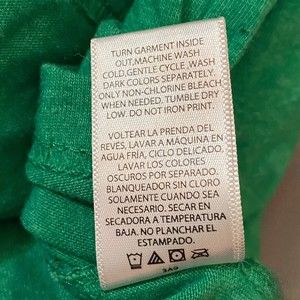 TURN GARMENT INSIDE
OUT,MACHINE WASH
COLD,GENTLE CYCLE ,WASH
DARK COLORS SEPARATELY,
ONLY NON-CHLORINE BLEACH
WHEN NEEDED. TUMBLE DRY
LOW. DO NOT IRON PRINT.
VOLTEAR LA PRENDA DEL
REVÉS, LAVAR A MÁQUINA EN
AGUA FRÍA, CICLO DELICADO,
LAVAR LOS COLORES
OSCUROS POR SEPARADO.
BLANQUEADOR SIN CLORO
SOLAMENTE CUANDO SEA
NECESARIO. SECAR EN
SECADORA A TEMPERATURA
BAJA. NO PLANCHAR EL
ESTAMPADO.